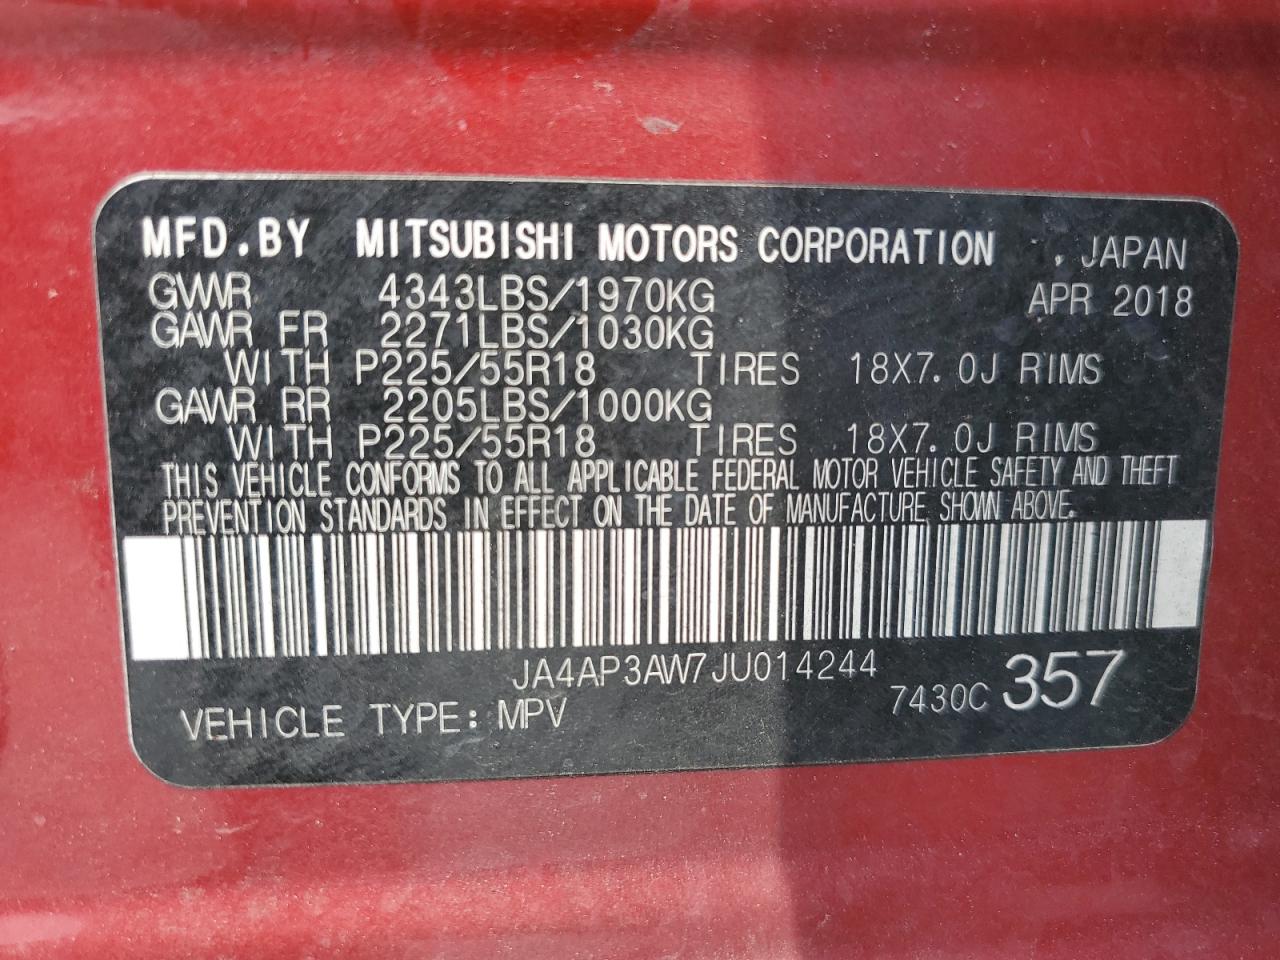 MFD.BY MITSUBISHI MOTORS CORPORATION , JAPAN
GVWR 4343LBS/1970KG APR 2018
GAWR FR 2271LBS/1030KG
WITH P225/55R18 TIRES 18X7.0J RIMS
GAWR RR 2205LBS/1000KG
WITH P225/55R18 TIRES 18X7.0J RIMS
THIS VEHICLE CONFORMS TO ALL APPLICABLE FEDERAL MOTOR VEHICLE SAFETY AND THEFT
PREVENTION STANDARDS IN EFFECT ON THE DATE OF MANUFACTURE SHOWN ABOVE.
JA4AP3AW7JU014244
VEHICLE TYPE: MPV 7430C 357